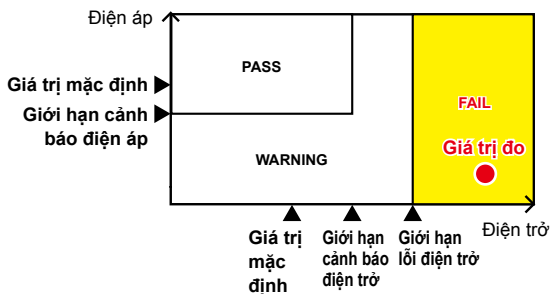 Điện áp
PASS
Giá trị mặc định
Giới hạn cảnh
báo điện áp
FAIL
Giá trị đo
WARNING
Điện trở
Giá trị
mặc
định
Giới hạn
cảnh báo
điện trở
Giới hạn
lỗi điện trở